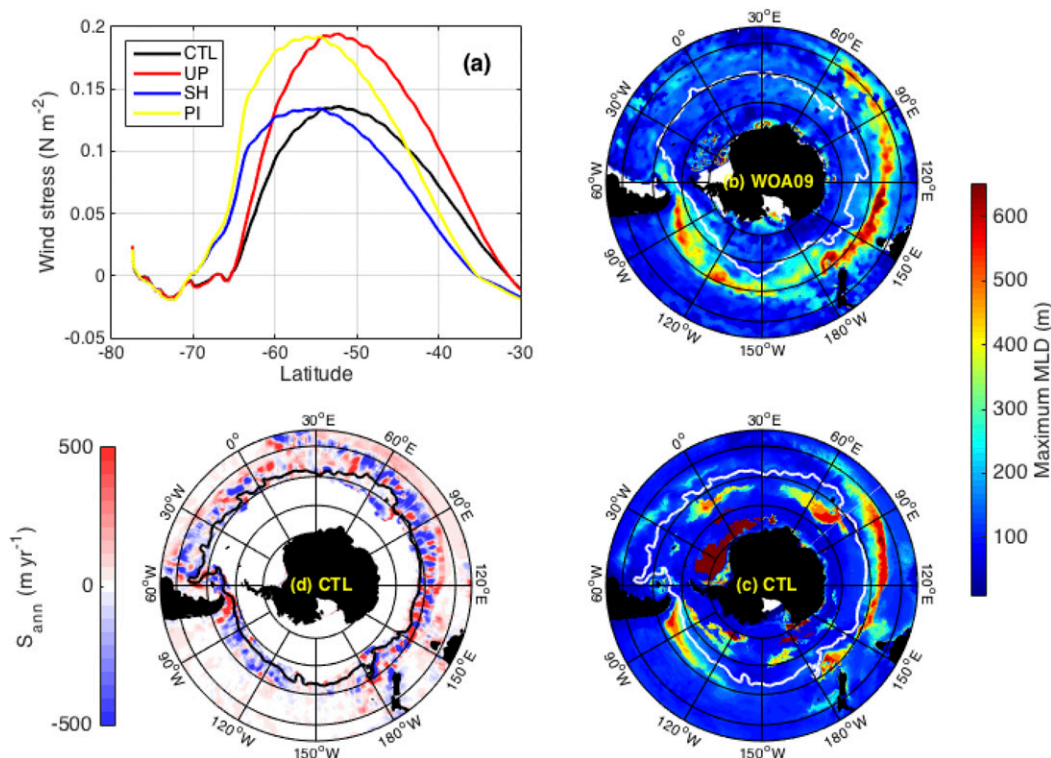 0.2
0.15
0.1
0.05
0
-0.05
Wind stress (N m-2)
CTL
UP
SH
PI
(a)
-80 -70 -60 -50 -40 -30
Latitude
0°
30°E
60°E
90°E
120°E
150°E
180°W
150°W
120°W
90°W
60°W
30°W
(b) WOA09
600
500
400
300
200
100
Maximum MLD (m)
500
0
-500
S ann (m yr-1)
0°
30°E
60°E
90°E
120°E
150°E
180°W
150°W
120°W
90°W
60°W
30°W
(d) CTL
0°
30°E
60°E
90°E
120°E
150°E
180°W
150°W
120°W
90°W
60°W
30°W
(c) CTL